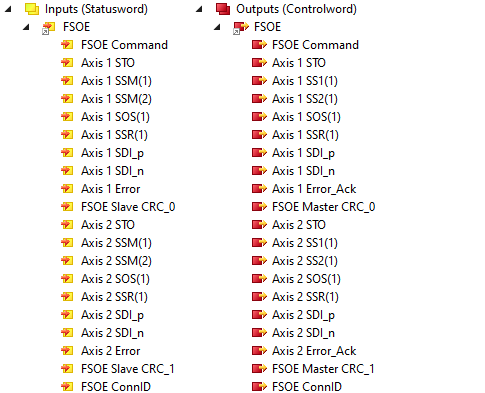 Inputs (Statusword)
FSOE
FSOE Command
Axis 1 STO
Axis 1 SSM(1)
Axis 1 SSM(2)
Axis 1 SOS(1)
Axis 1 SSR(1)
Axis 1 SDI_p
Axis 1 SDI_n
Axis 1 Error
FSOE Slave CRC_0
Axis 2 STO
Axis 2 SSM(1)
Axis 2 SSM(2)
Axis 2 SOS(1)
Axis 2 SSR(1)
Axis 2 SDI_p
Axis 2 SDI_n
Axis 2 Error
FSOE Slave CRC_1
FSOE ConnID
Outputs (Controlword)
FSOE
FSOE Command
Axis 1 STO
Axis 1 SS1(1)
Axis 1 SS2(1)
Axis 1 SOS(1)
Axis 1 SSR(1)
Axis 1 SDI_p
Axis 1 SDI_n
Axis 1 Error_Ack
FSOE Master CRC_0
Axis 2 STO
Axis 2 SS1(1)
Axis 2 SS2(1)
Axis 2 SOS(1)
Axis 2 SSR(1)
Axis 2 SDI_p
Axis 2 SDI_n
Axis 2 Error_Ack
FSOE Master CRC_1
FSOE ConnID